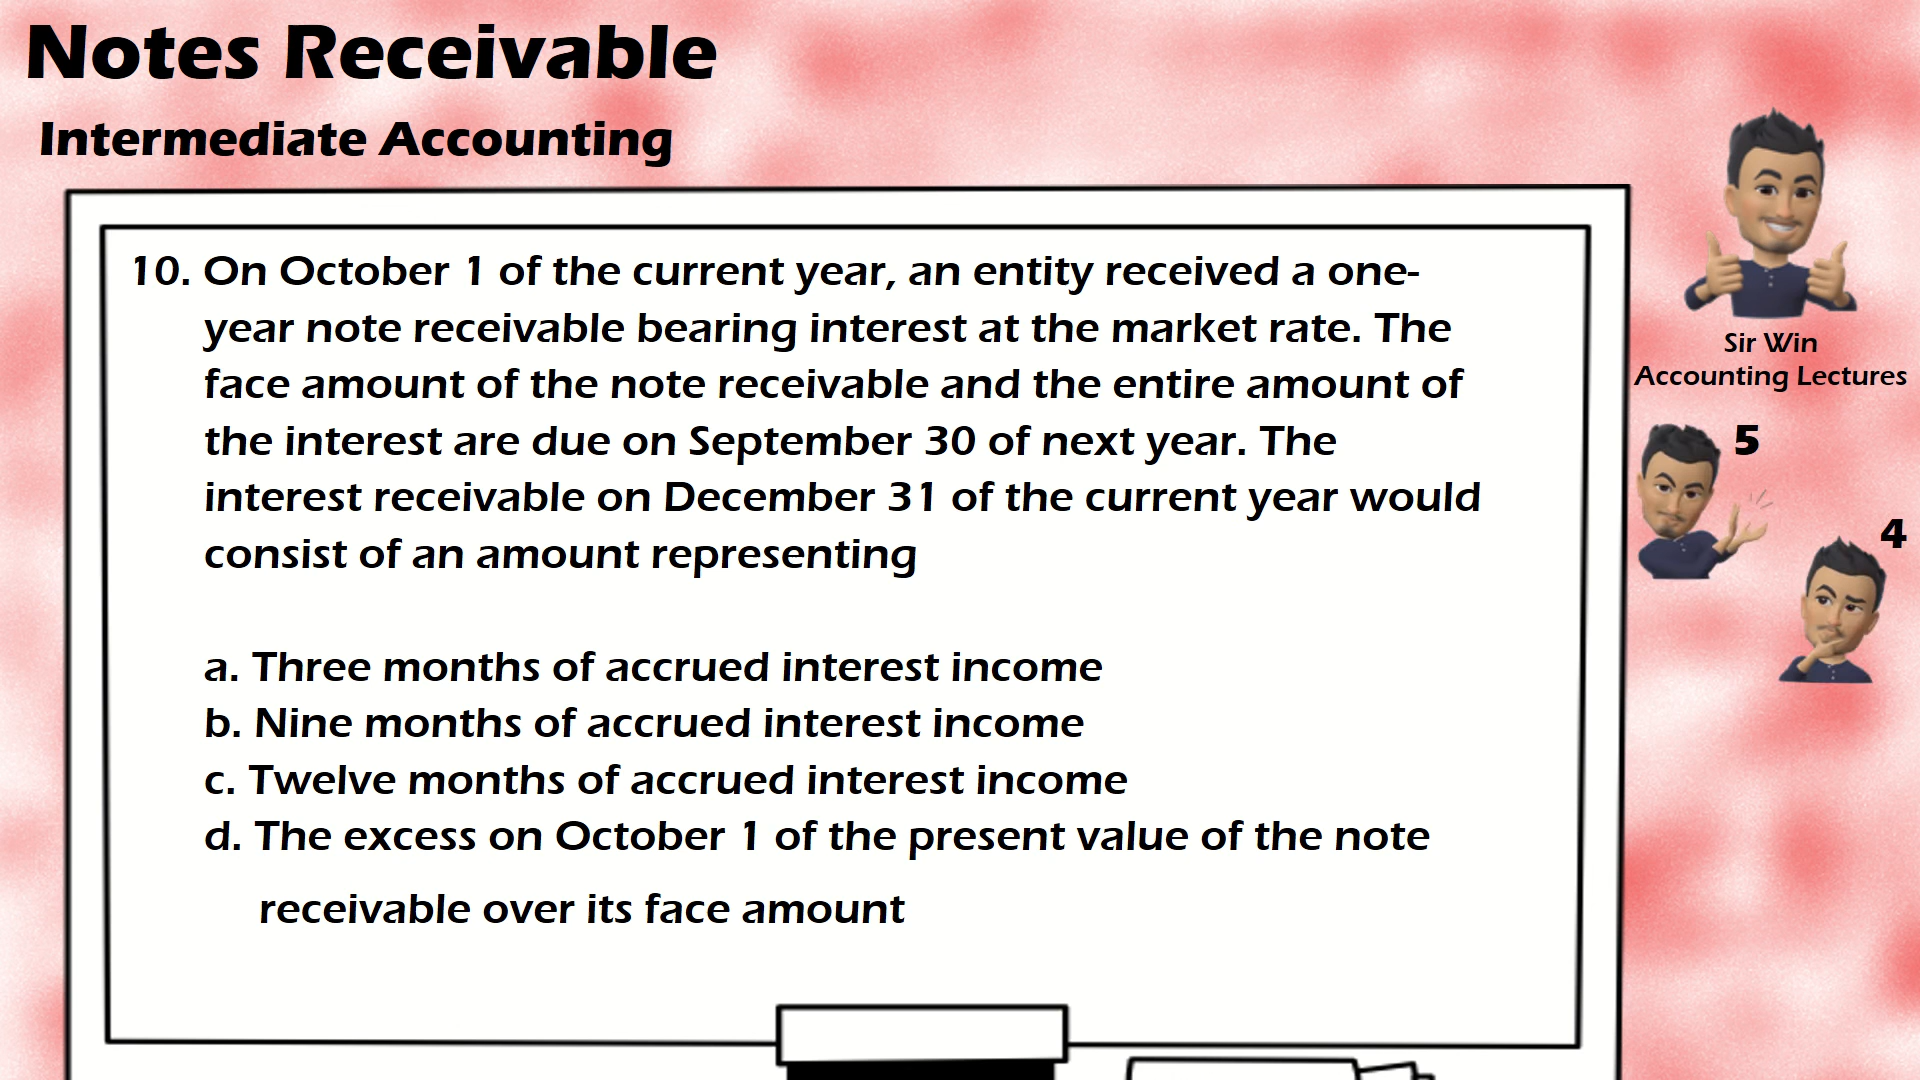 Notes Receivable
Intermediate Accounting
10. On October 1 of the current year, an entity received a one-
year note receivable bearing interest at the market rate. The
face amount of the note receivable and the entire amount of
the interest are due on September 30 of next year. The
interest receivable on December 31 of the current year would
consist of an amount representing
a. Three months of accrued interest income
b. Nine months of accrued interest income
c. Twelve months of accrued interest income
d. The excess on October 1 of the present value of the note
receivable over its face amount
Sir Win
Accounting Lectures
5
4